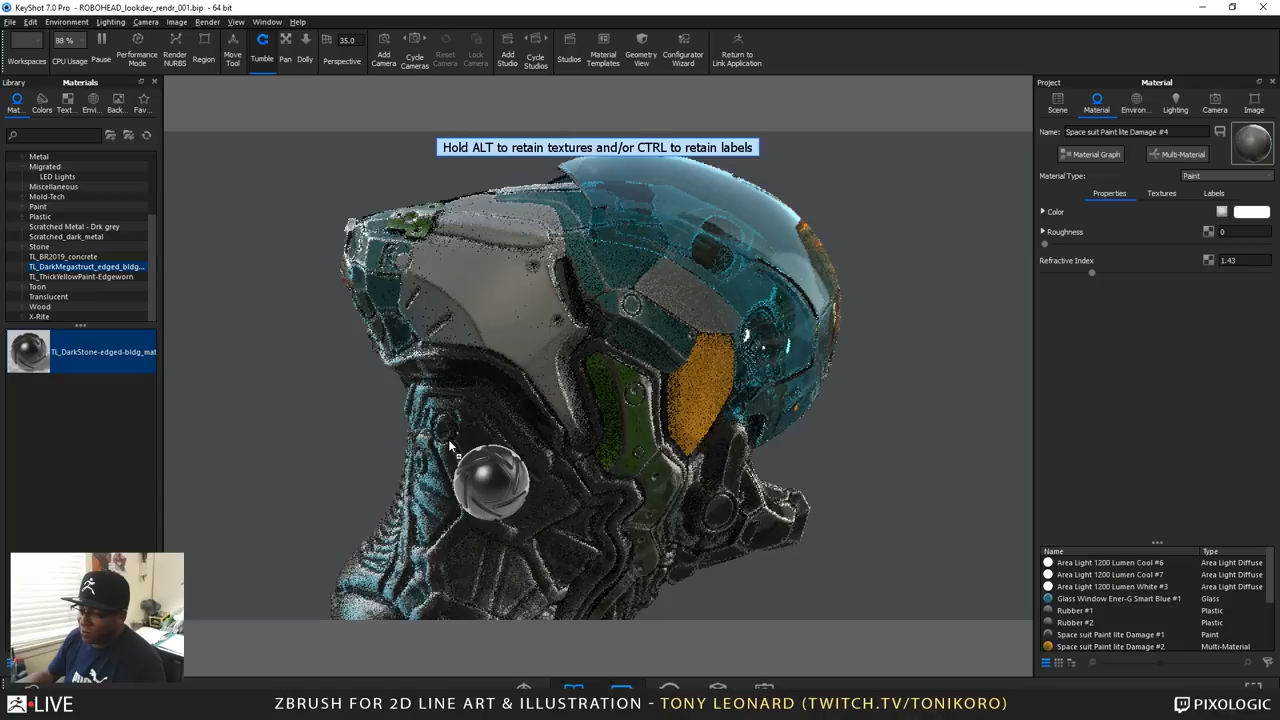 KeyShot 7.0 Pro - ROBOHEAD_lookdev_rendr_001.bip - 64 bit
File Edit Environment Lighting Camera Image Render View Window Help
88 % 35.0
Workspaces CPU Usage Pause Performance Mode Render NURBS Region Move Tool Tumble Pan Dolly Perspective Add Camera Cycle Cameras Reset Camera Lock Camera Add Studio Cycle Studios Studios Material Templates Geometry View Configurator Wizard Return to Link Application
Library Materials
Mat... Colors Text... Envi... Back... Fav...
Metal
Migrated
LED Lights
Miscellaneous
Mold-Tech
Paint
Plastic
Scratched Metal - Drk grey
Scratched_dark_metal
Stone
TL_BR2019_concrete
TL_DarkMegastruct_edged_bldg...
TL_ThickYellowPaint-Edgeworn
Toon
Translucent
Wood
X-Rite
TL_DarkStone-edged-bldg_mat
Hold ALT to retain textures and/or CTRL to retain labels
Project Material
Scene Material Environ... Lighting Camera Image
Name: Space suit Paint lite Damage #4
Material Graph Multi-Material
Material Type: Paint
Properties Textures Labels
Color
Roughness 0
Refractive Index 1.43
Name Type
Area Light 1200 Lumen Cool #6 Area Light Diffuse
Area Light 1200 Lumen Cool #7 Area Light Diffuse
Area Light 1200 Lumen White #3 Area Light Diffuse
Glass Window Ener-G Smart Blue #1 Glass
Rubber #1 Plastic
Rubber #2 Plastic
Space suit Paint lite Damage #1 Paint
Space suit Paint lite Damage #2 Multi-Material
LIVE ZBRUSH FOR 2D LINE ART & ILLUSTRATION - TONY LEONARD (TWITCH.TV/TONIKORO) PIXOLOGIC